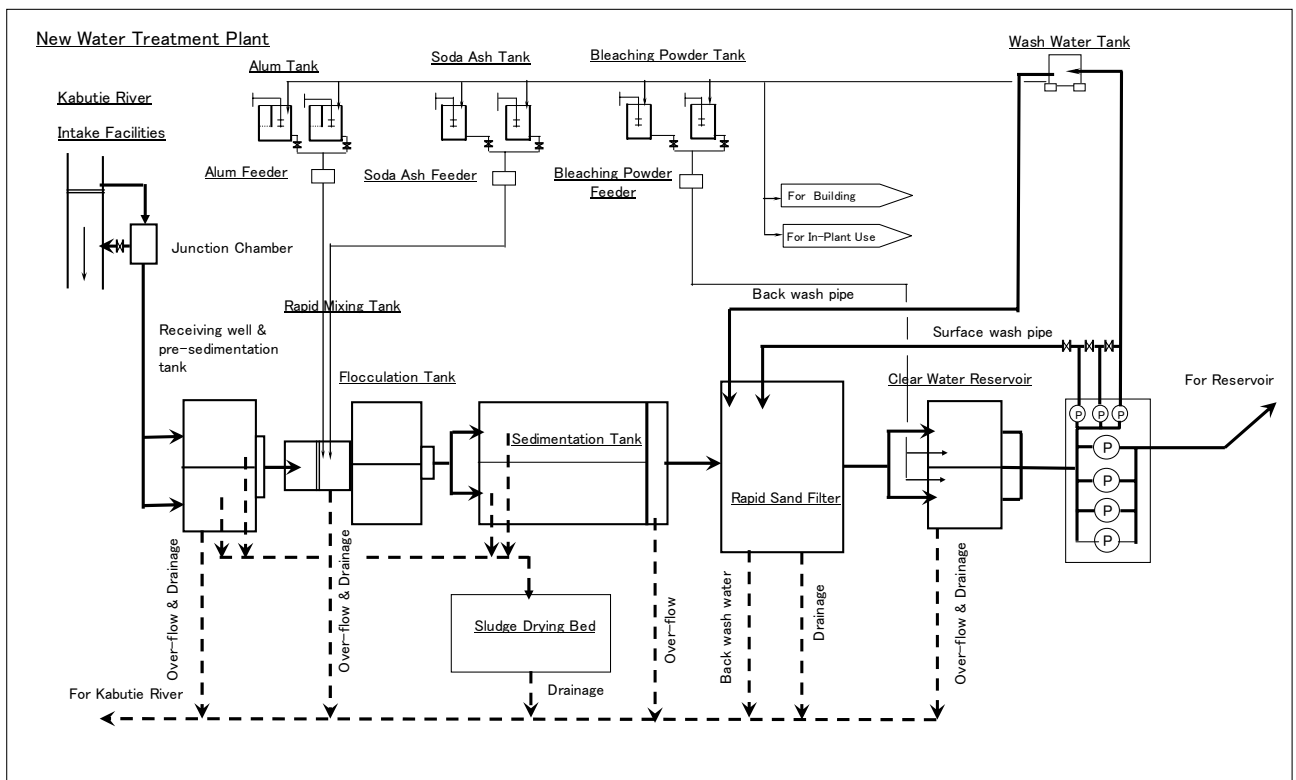 New Water Treatment Plant
Wash Water Tank
Alum Tank
Soda Ash Tank
Bleaching Powder Tank
Kabutie River
Intake Facilities
Alum Feeder
Soda Ash Feeder
Bleaching Powder
Feeder
For Building
For In-Plant Use
Junction Chamber
Rapid Mixing Tank
Back wash pipe
Surface wash pipe
Receiving well &
pre-sedimentation
tank
Flocculation Tank
Clear Water Reservoir
For Reservoir
Sedimentation Tank
Rapid Sand Filter
P
P
P
P
P
P
P
Over-flow & Drainage
Over-flow & Drainage
Sludge Drying Bed
Over-flow
Back wash water
Drainage
Over-flow & Drainage
Drainage
For Kabutie River